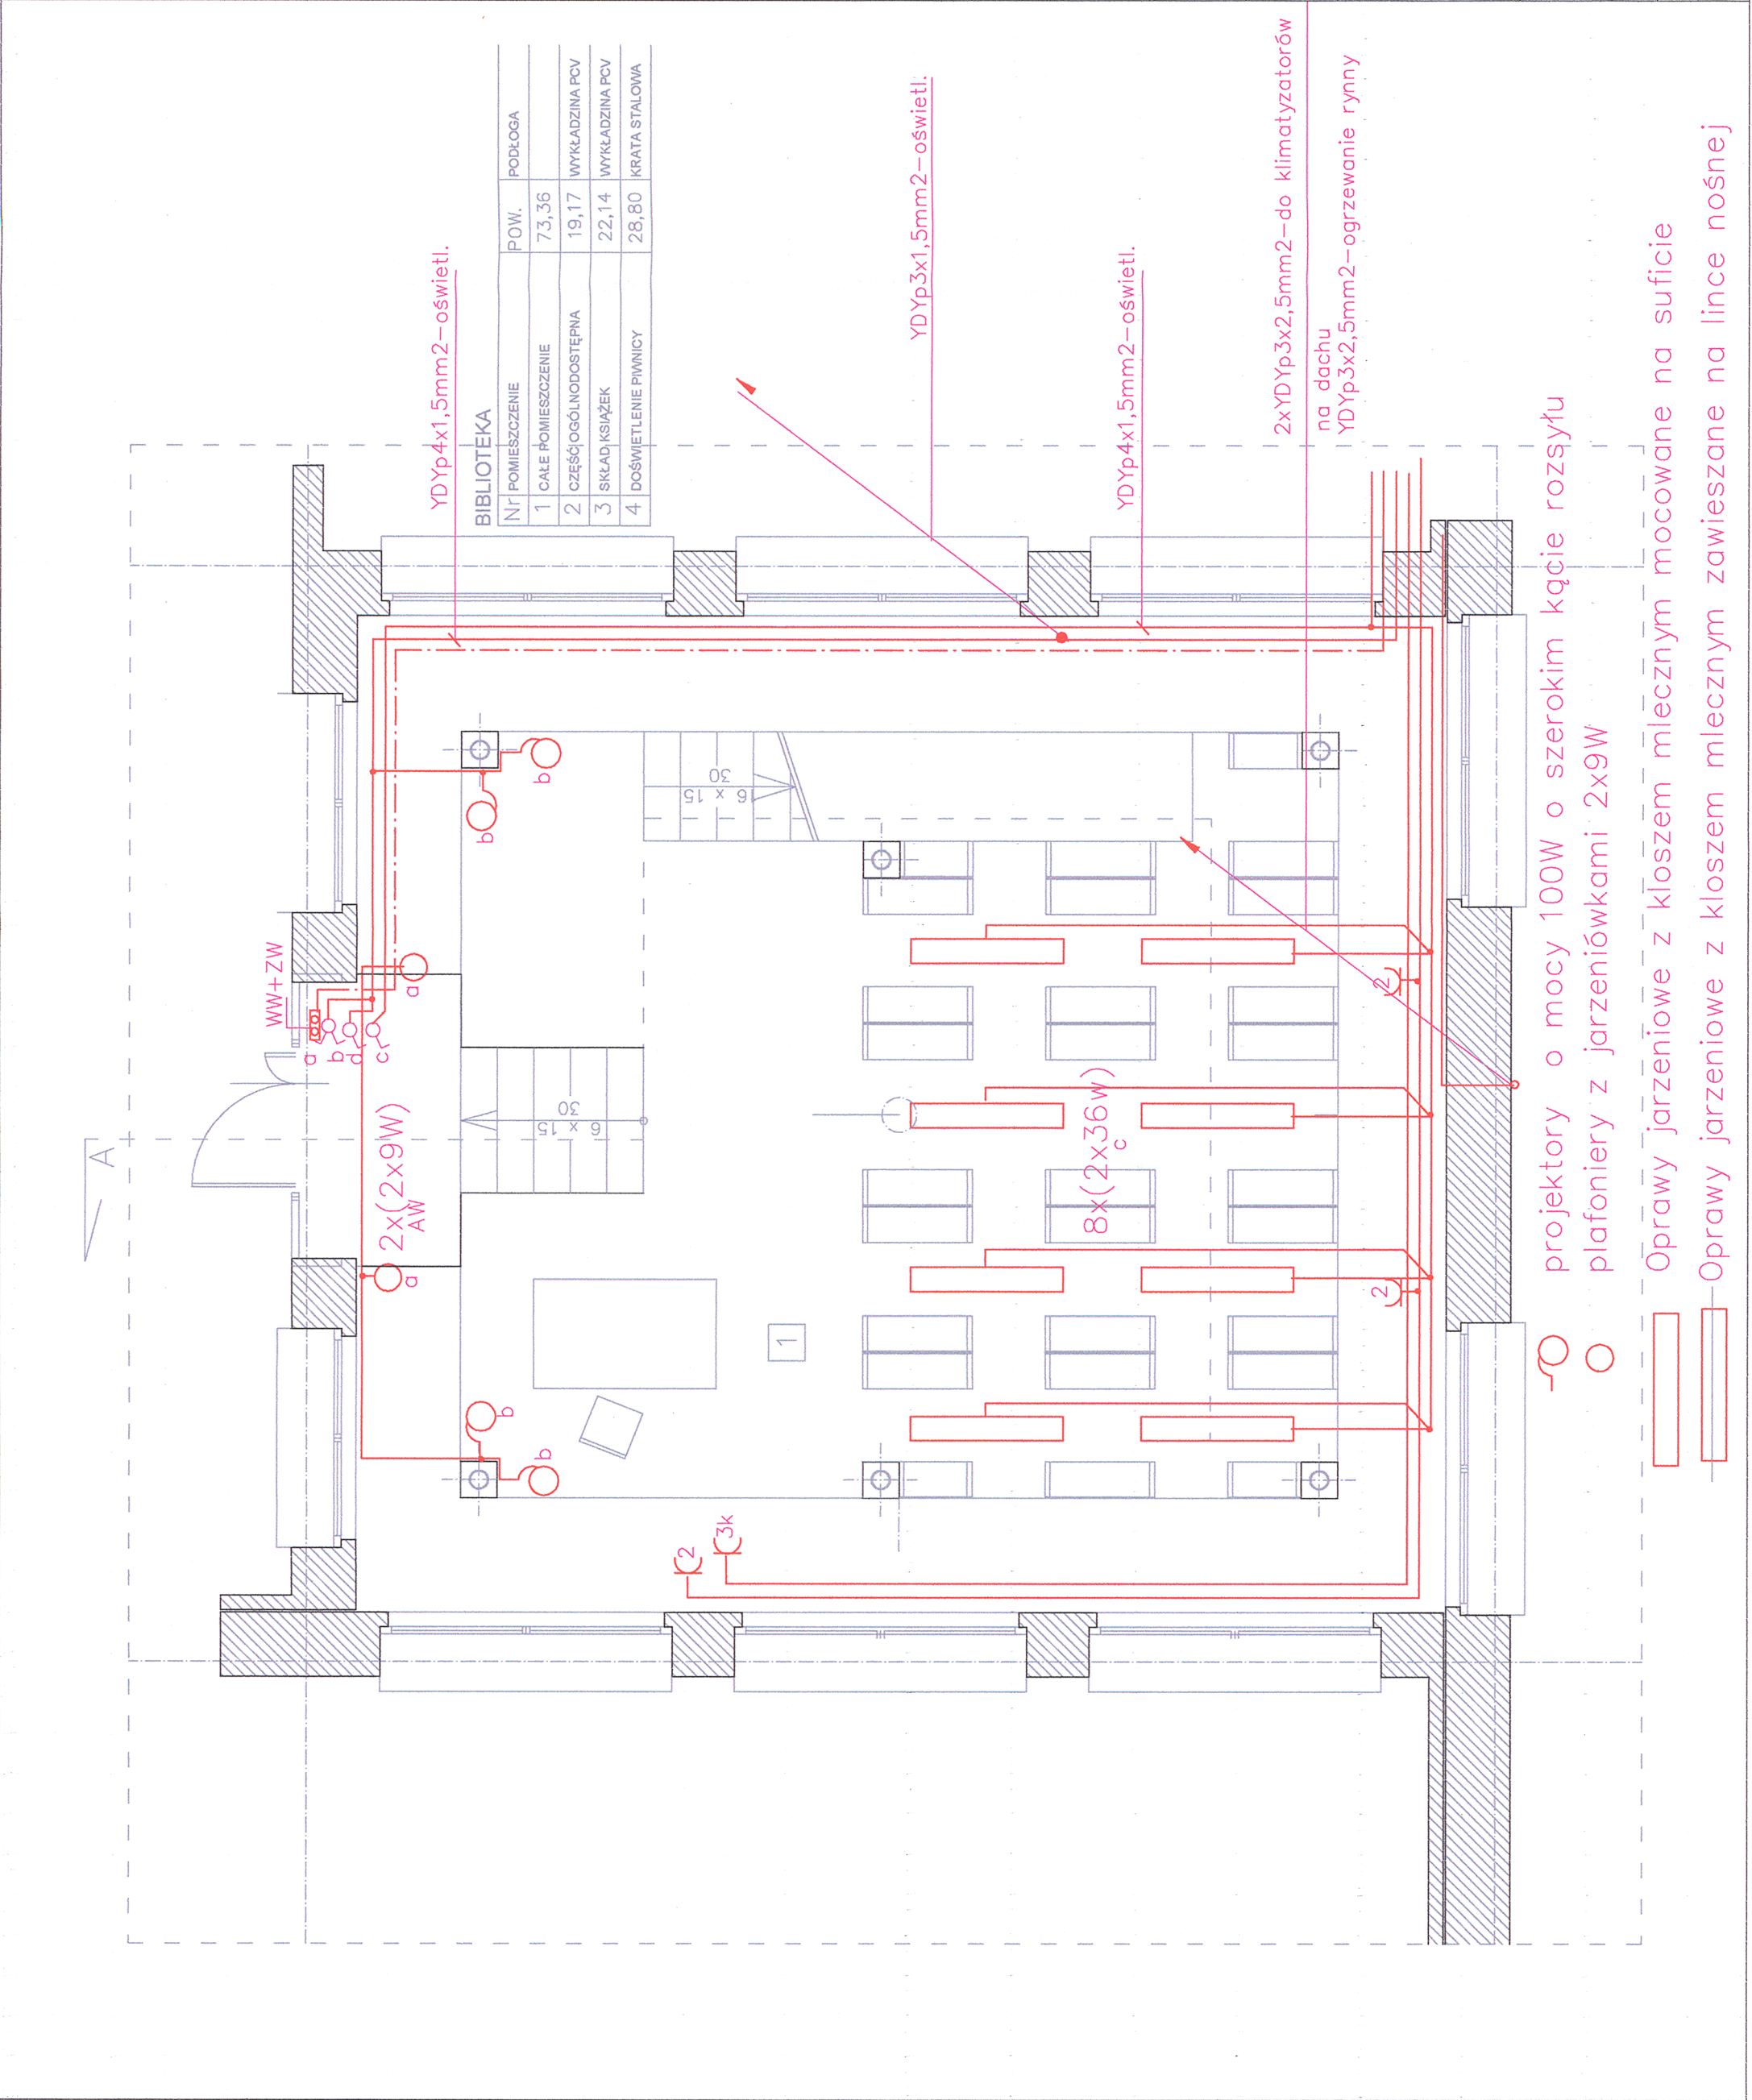 BIBLIOTEKA
Nr POMIESZCZENIE POW. PODŁOGA
1 CAŁE POMIESZCZENIE 73,36
2 CZĘŚĆ OGÓLNODOSTĘPNA 19,17 WYKŁADZINA PCV
3 SKŁAD KSIĄŻEK 22,14 WYKŁADZINA PCV
4 DOŚWIETLENIE PIWNICY 28,80 KRATA STALOWA
YDYp4x1,5mm2-oświetl.
YDYp3x1,5mm2-oświetl.
YDYp4x1,5mm2-oświetl.
2xYDYp3x2,5mm2-do klimatyzatorów
na dachu
YDYp3x2,5mm2-ogrzewanie rynny
A
WW+ZW
a
b
d
c
a
a
2x(2x9W)
AW
b
b
b
b
6 x 15
30
16 x 15
30
1
8x(2x36w)
c
2
2
2
3k
projektory o mocy 100W o szerokim kącie rozsyłu
plafoniery z jarzeniówkami 2x9W
Oprawy jarzeniowe z kloszem mlecznym mocowane na suficie
Oprawy jarzeniowe z kloszem mlecznym zawieszane na lince nośnej